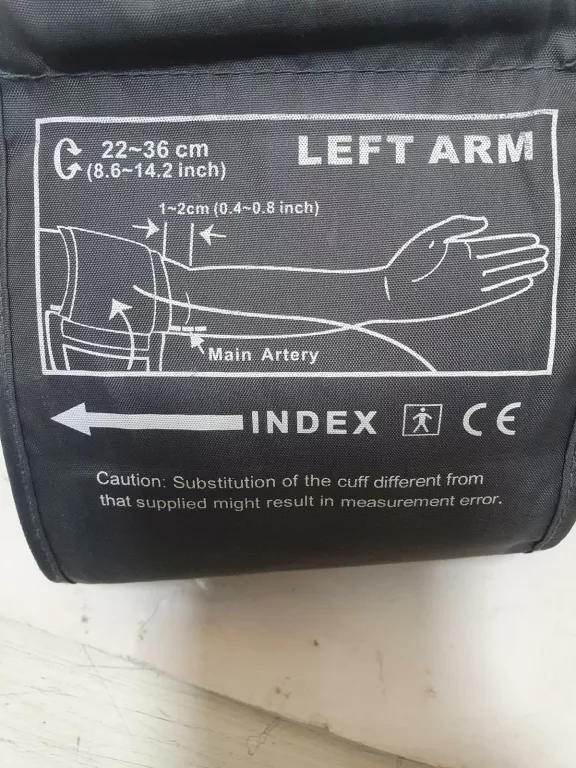 22~36 cm
(8.6~14.2 inch)
LEFT ARM
1~2cm (0.4~0.8 inch)
Main Artery
INDEX CE
Caution: Substitution of the cuff different from
that supplied might result in measurement error.